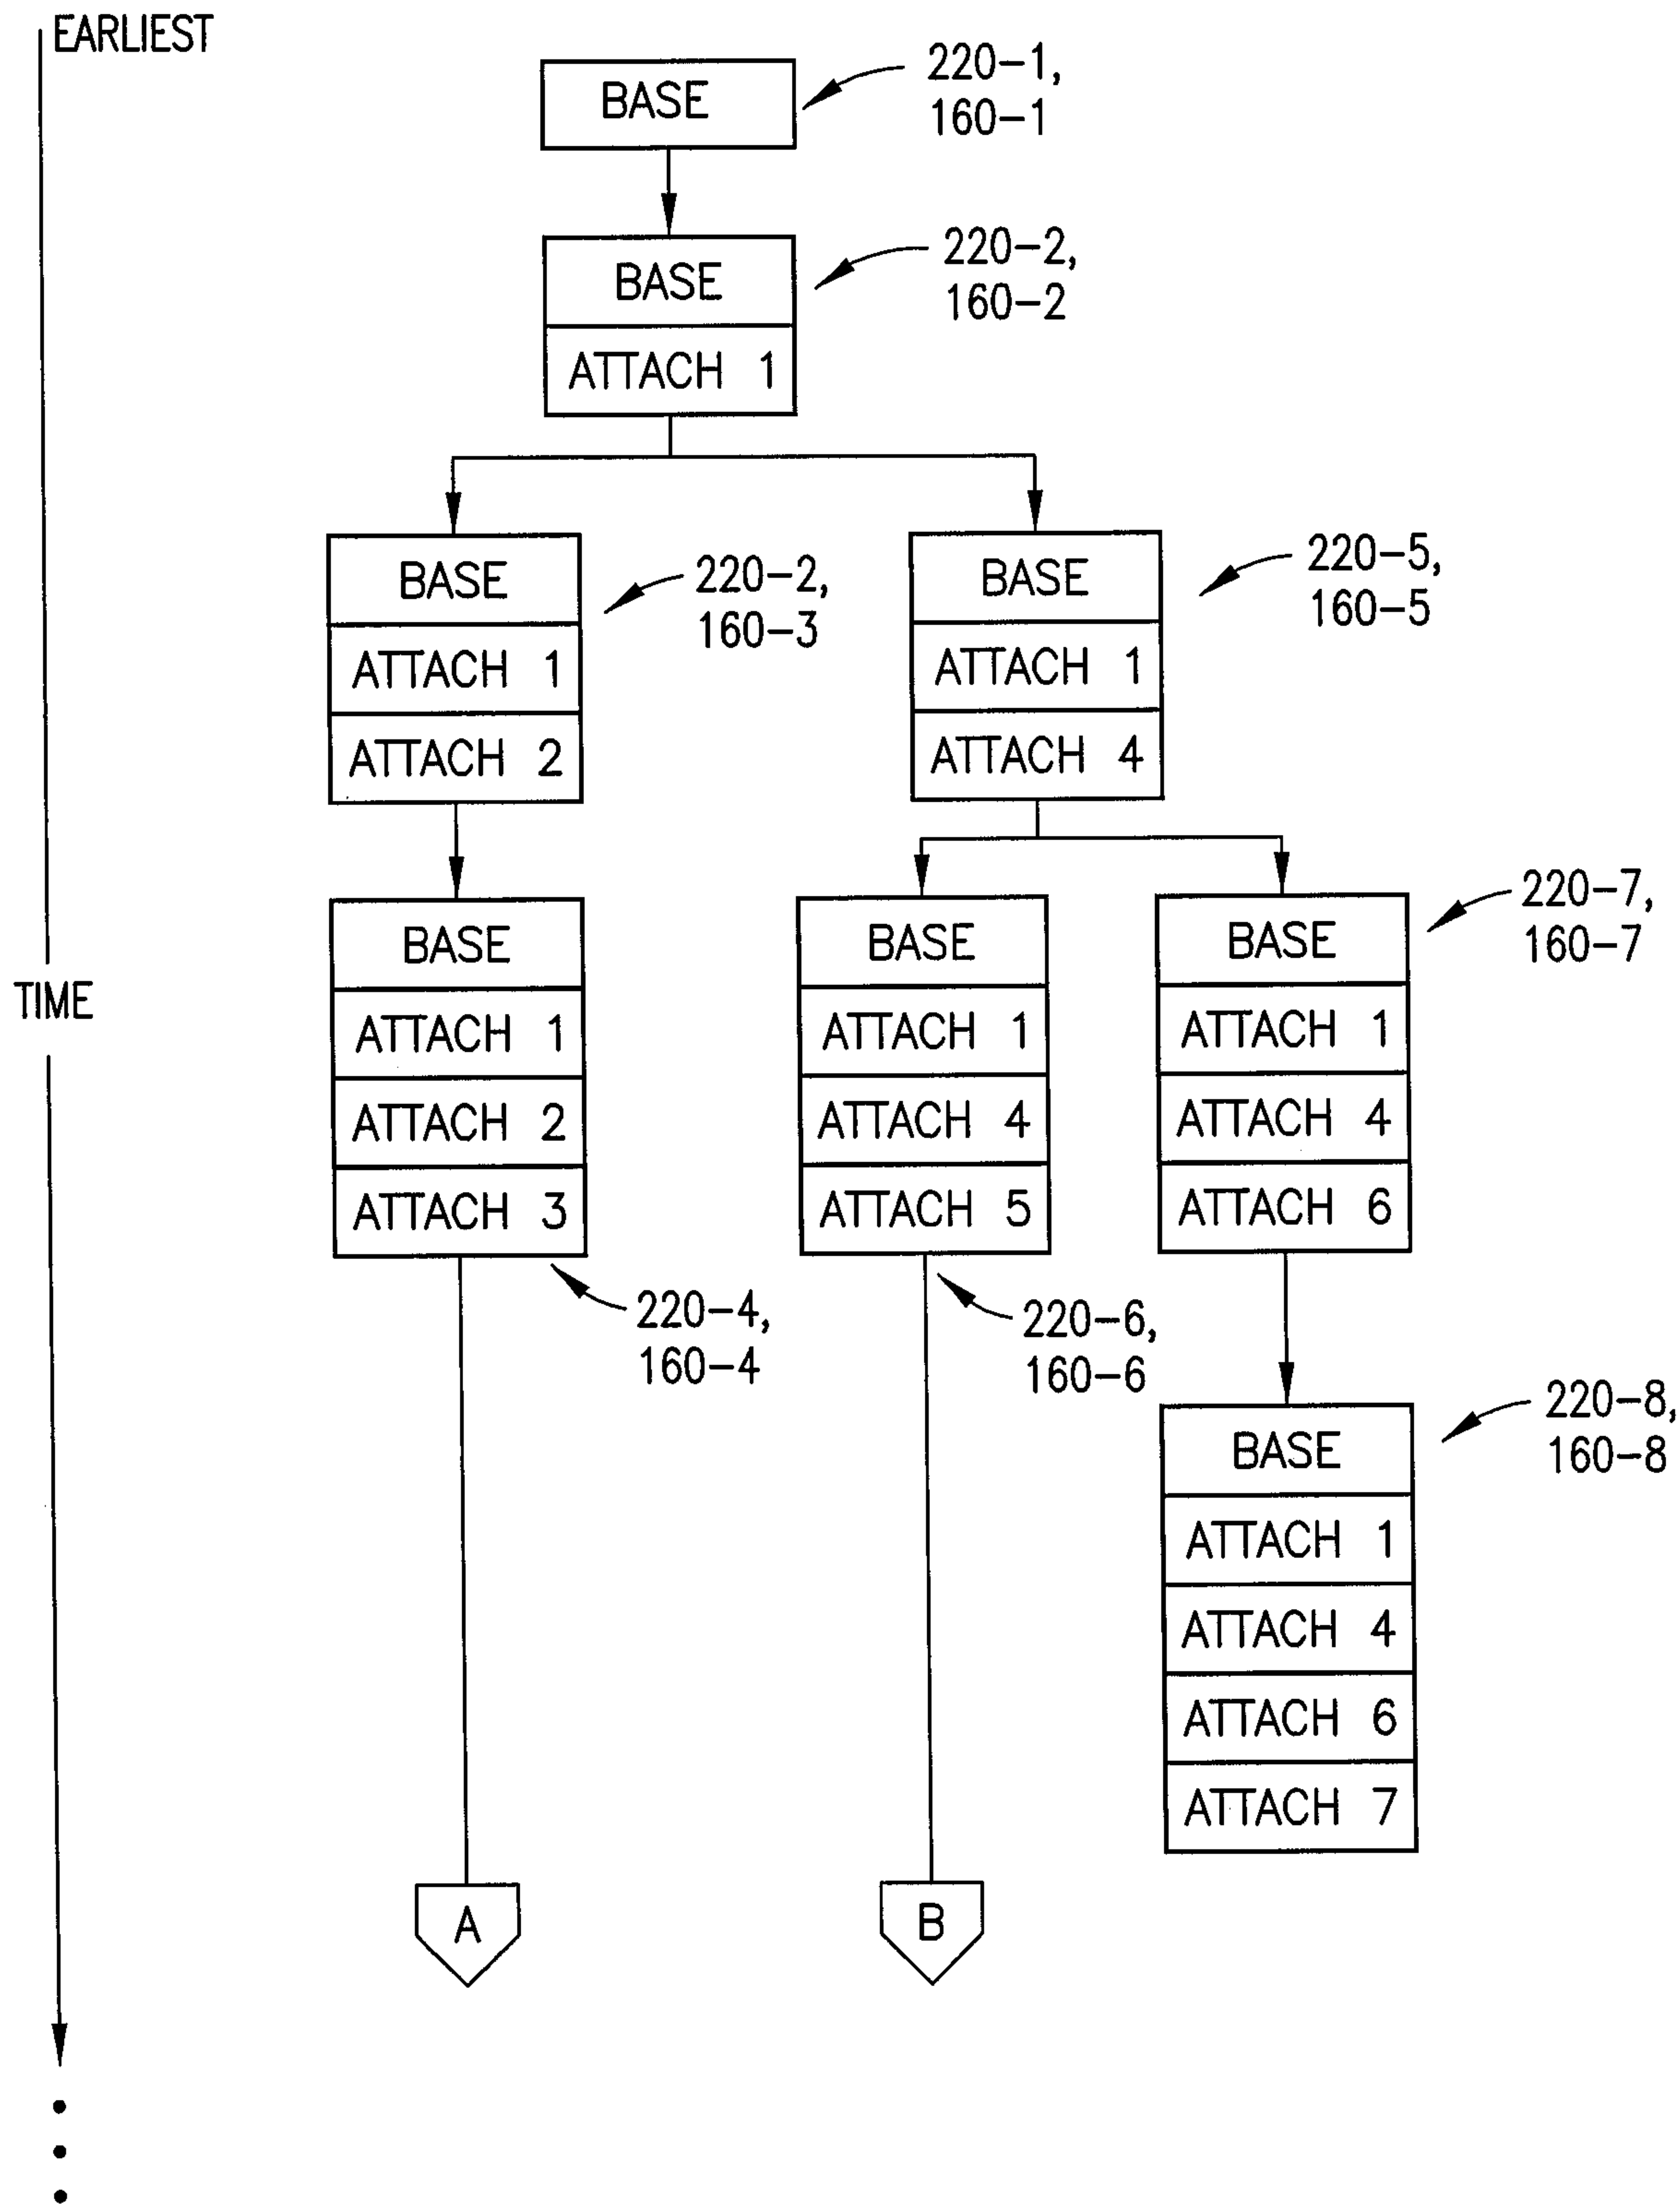 EARLIEST
BASE
220-1,
160-1
BASE
ATTACH 1
220-2,
160-2
BASE
ATTACH 1
ATTACH 2
220-2,
160-3
BASE
ATTACH 1
ATTACH 4
220-5,
160-5
BASE
ATTACH 1
ATTACH 2
ATTACH 3
220-4,
160-4
BASE
ATTACH 1
ATTACH 4
ATTACH 5
220-6,
160-6
BASE
ATTACH 1
ATTACH 4
ATTACH 6
220-7,
160-7
TIME
BASE
ATTACH 1
ATTACH 4
ATTACH 6
ATTACH 7
220-8,
160-8
A
B